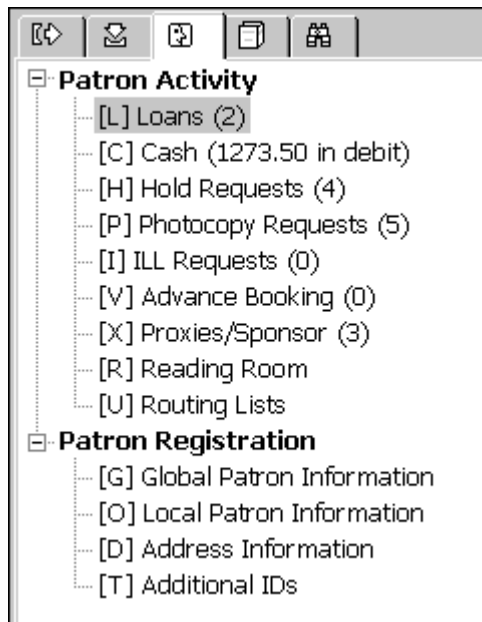 Patron Activity
[L] Loans (2)
[C] Cash (1273.50 in debit)
[H] Hold Requests (4)
[P] Photocopy Requests (5)
[I] ILL Requests (0)
[V] Advance Booking (0)
[X] Proxies/Sponsor (3)
[R] Reading Room
[U] Routing Lists
Patron Registration
[G] Global Patron Information
[O] Local Patron Information
[D] Address Information
[T] Additional IDs